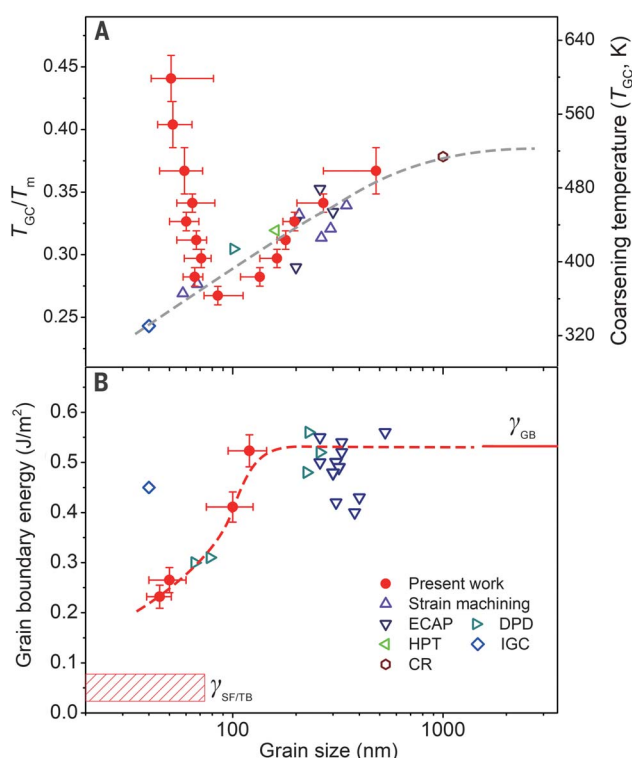 A
0.45
0.40
0.35
0.30
0.25
T_GC/T_m
640
560
480
400
320
Coarsening temperature (T_GC, K)
B
0.6
0.5
0.4
0.3
0.2
0.1
0.0
Grain boundary energy (J/m²)
γ_GB
γ_SF/TB
Present work
Strain machining
ECAP DPD
HPT IGC
CR
100 1000
Grain size (nm)